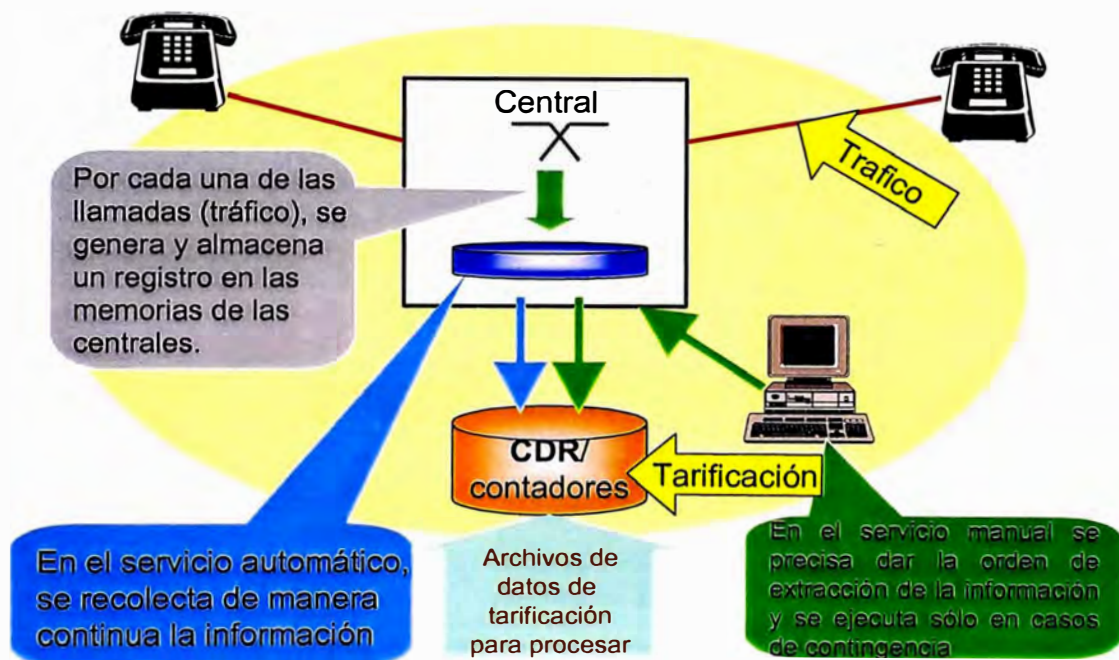 Central
Trafico
Por cada una de las
llamadas (tráfico), se
genera y almacena
un registro en las
memorias de las
centrales.
CDR/
contadores
Tarificación
En el servicio automático,
se recolecta de manera
continua la información
Archivos de
datos de
tarificación
para procesar
En el servicio manual se
precisa dar la orden de
extracción de la información
y se ejecuta sólo en casos
de contingencia